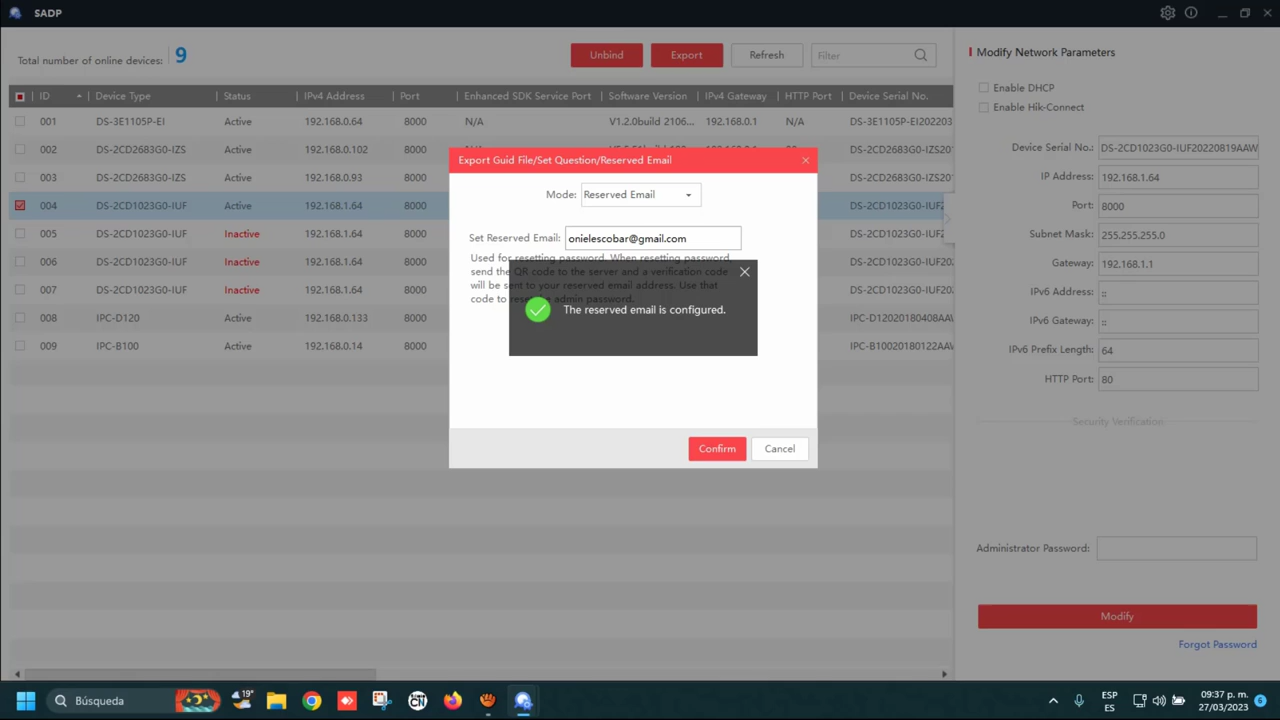 SADP
Total number of online devices: 9
Unbind
Export
Refresh
Filter
ID Device Type Status IPv4 Address Port Enhanced SDK Service Port Software Version IPv4 Gateway HTTP Port Device Serial No.
001 DS-3E1105P-EI Active 192.168.0.64 8000 N/A V1.2.0build 2106... 192.168.0.1 N/A DS-3E1105P-EI202203
002 DS-2CD2683G0-IZS Active 192.168.0.102 DS-2CD2683G0-IZS20
003 DS-2CD2683G0-IZS Active 192.168.0.93 DS-2CD2683G0-IZS201
004 DS-2CD1023G0-IUF Active 192.168.1.64 8000 DS-2CD1023G0-IUF2
005 DS-2CD1023G0-IUF Inactive 192.168.1.64 8000 DS-2CD1023G0-IUF20
006 DS-2CD1023G0-IUF Inactive 192.168.1.64 8000 DS-2CD1023G0-IUF20
007 DS-2CD1023G0-IUF Inactive 192.168.1.64 8000 DS-2CD1023G0-IUF20
008 IPC-D120 Active 192.168.0.133 8000 IPC-D12020180408AAW
009 IPC-B100 Active 192.168.0.14 8000 IPC-B10020180122AAW
Export Guid File/Set Question/Reserved Email
Mode: Reserved Email
Set Reserved Email: onielescobar@gmail.com
Used for resetting password. When resetting password,
send the QR code to the server and a verification code
will be sent to your reserved email address. Use that
code to reset the admin password.
The reserved email is configured.
Confirm
Cancel
Modify Network Parameters
Enable DHCP
Enable Hik-Connect
Device Serial No.: DS-2CD1023G0-IUF20220819AAW
IP Address: 192.168.1.64
Port: 8000
Subnet Mask: 255.255.255.0
Gateway: 192.168.1.1
IPv6 Address: ::
IPv6 Gateway: ::
IPv6 Prefix Length: 64
HTTP Port: 80
Security Verification
Administrator Password:
Modify
Forgot Password
Búsqueda
19°
CN
ESP
ES
09:37 p. m.
27/03/2023
6